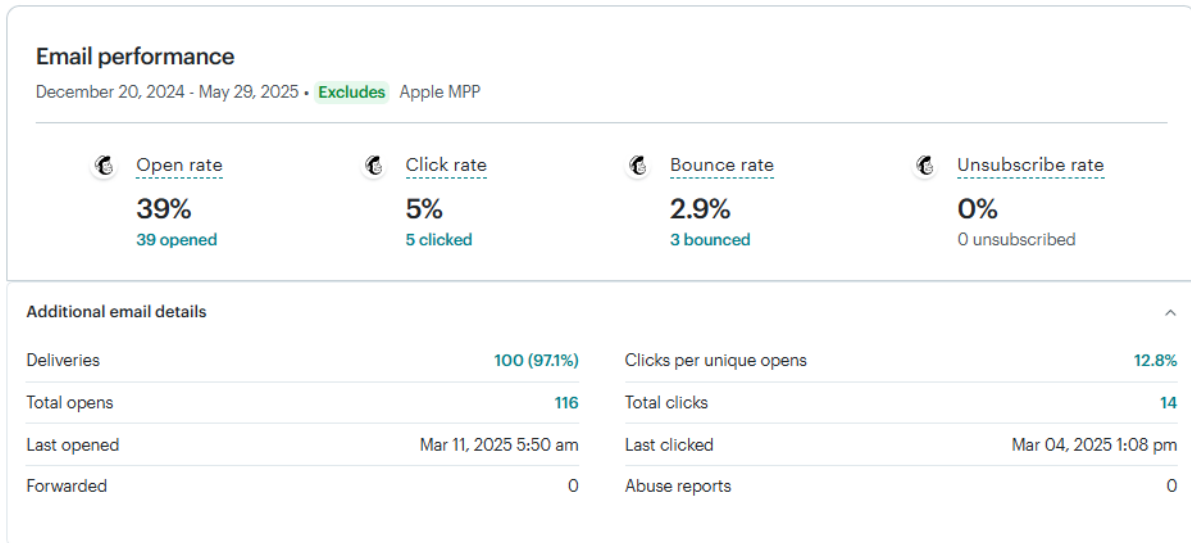 Email performance
December 20, 2024 - May 29, 2025 • Excludes Apple MPP
Open rate Click rate Bounce rate Unsubscribe rate
39% 5% 2.9% 0%
39 opened 5 clicked 3 bounced 0 unsubscribed
Additional email details
Deliveries 100 (97.1%) Clicks per unique opens 12.8%
Total opens 116 Total clicks 14
Last opened Mar 11, 2025 5:50 am Last clicked Mar 04, 2025 1:08 pm
Forwarded 0 Abuse reports 0